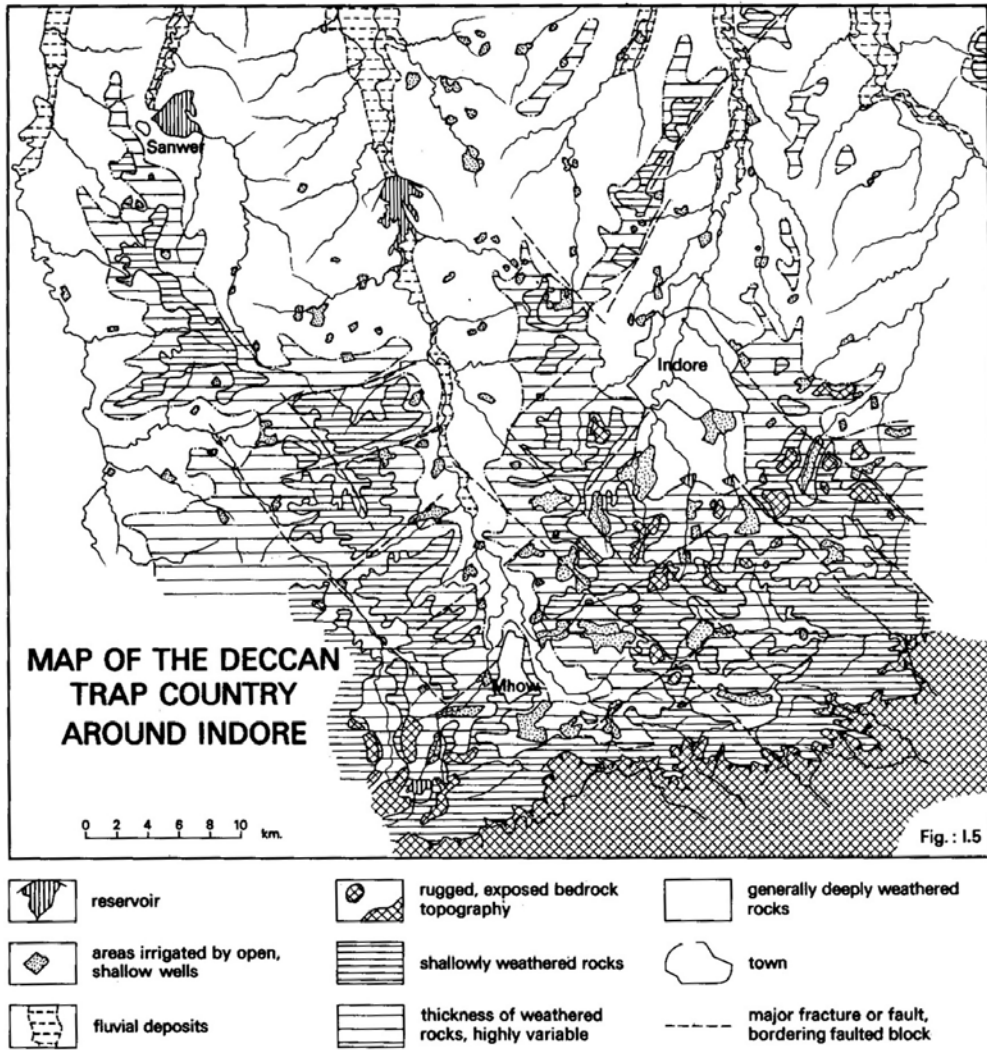 Sanwer
Indore
MAP OF THE DECCAN
TRAP COUNTRY
AROUND INDORE
Mhow
0 2 4 6 8 10 km.
Fig.: I.5
reservoir
areas irrigated by open,
shallow wells
fluvial deposits
rugged, exposed bedrock
topography
shallowly weathered rocks
thickness of weathered
rocks, highly variable
generally deeply weathered
rocks
town
major fracture or fault,
bordering faulted block